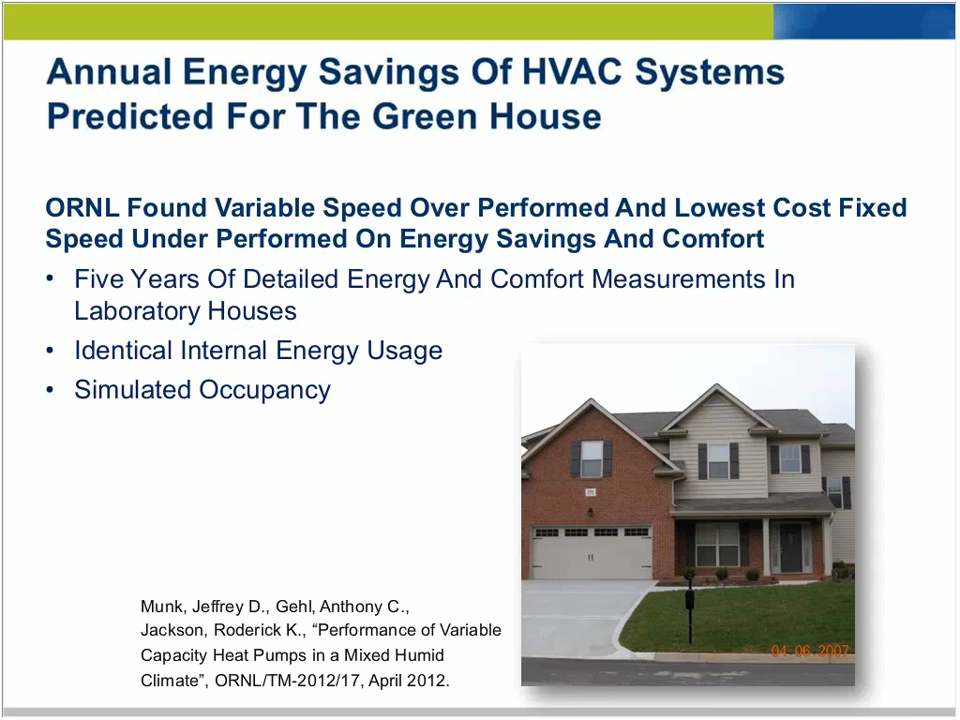 Annual Energy Savings Of HVAC Systems
Predicted For The Green House
ORNL Found Variable Speed Over Performed And Lowest Cost Fixed
Speed Under Performed On Energy Savings And Comfort
• Five Years Of Detailed Energy And Comfort Measurements In
Laboratory Houses
• Identical Internal Energy Usage
• Simulated Occupancy
Munk, Jeffrey D., Gehl, Anthony C.,
Jackson, Roderick K., “Performance of Variable
Capacity Heat Pumps in a Mixed Humid
Climate”, ORNL/TM-2012/17, April 2012.
04 06 2007